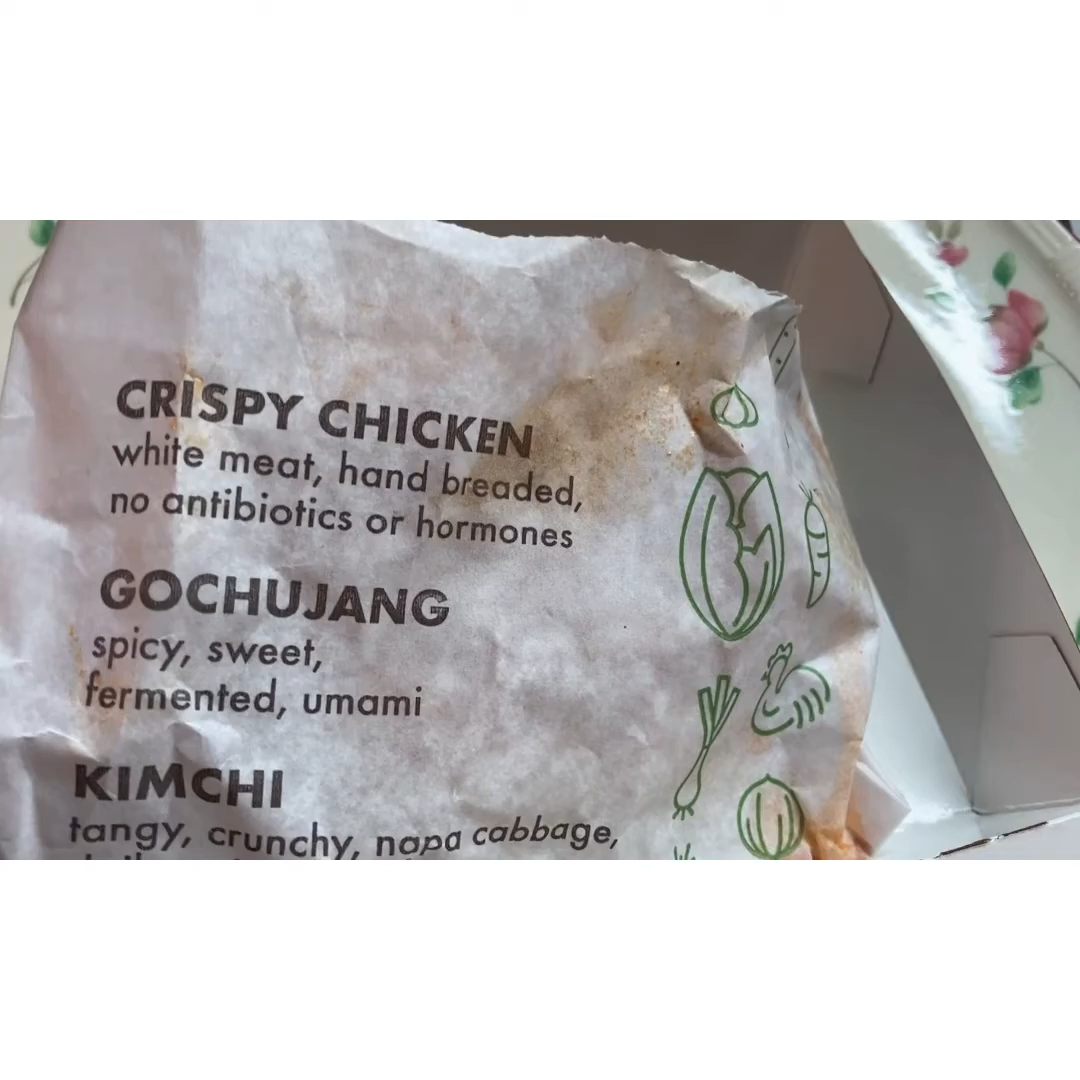 CRISPY CHICKEN
white meat, hand breaded,
no antibiotics or hormones
GOCHUJANG
spicy, sweet,
fermented, umami
KIMCHI
tangy, crunchy, napa cabbage,